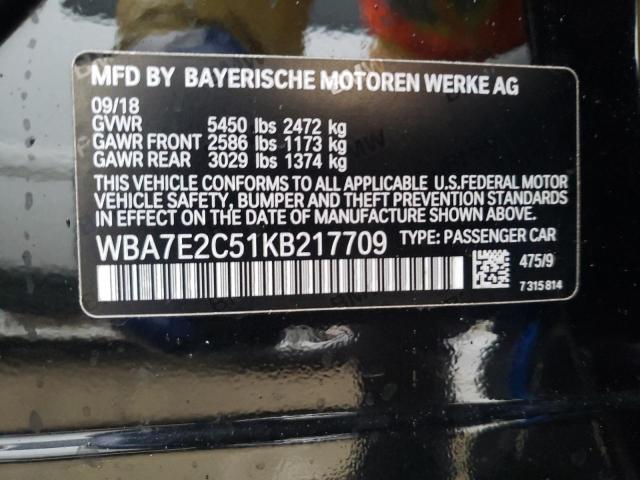 MFD BY BAYERISCHE MOTOREN WERKE AG
09/18
GVWR 5450 lbs 2472 kg
GAWR FRONT 2586 lbs 1173 kg
GAWR REAR 3029 lbs 1374 kg
THIS VEHICLE CONFORMS TO ALL APPLICABLE U.S.FEDERAL MOTOR
VEHICLE SAFETY, BUMPER AND THEFT PREVENTION STANDARDS
IN EFFECT ON THE DATE OF MANUFACTURE SHOWN ABOVE.
WBA7E2C51KB217709 TYPE: PASSENGER CAR
475/9
7 315 814